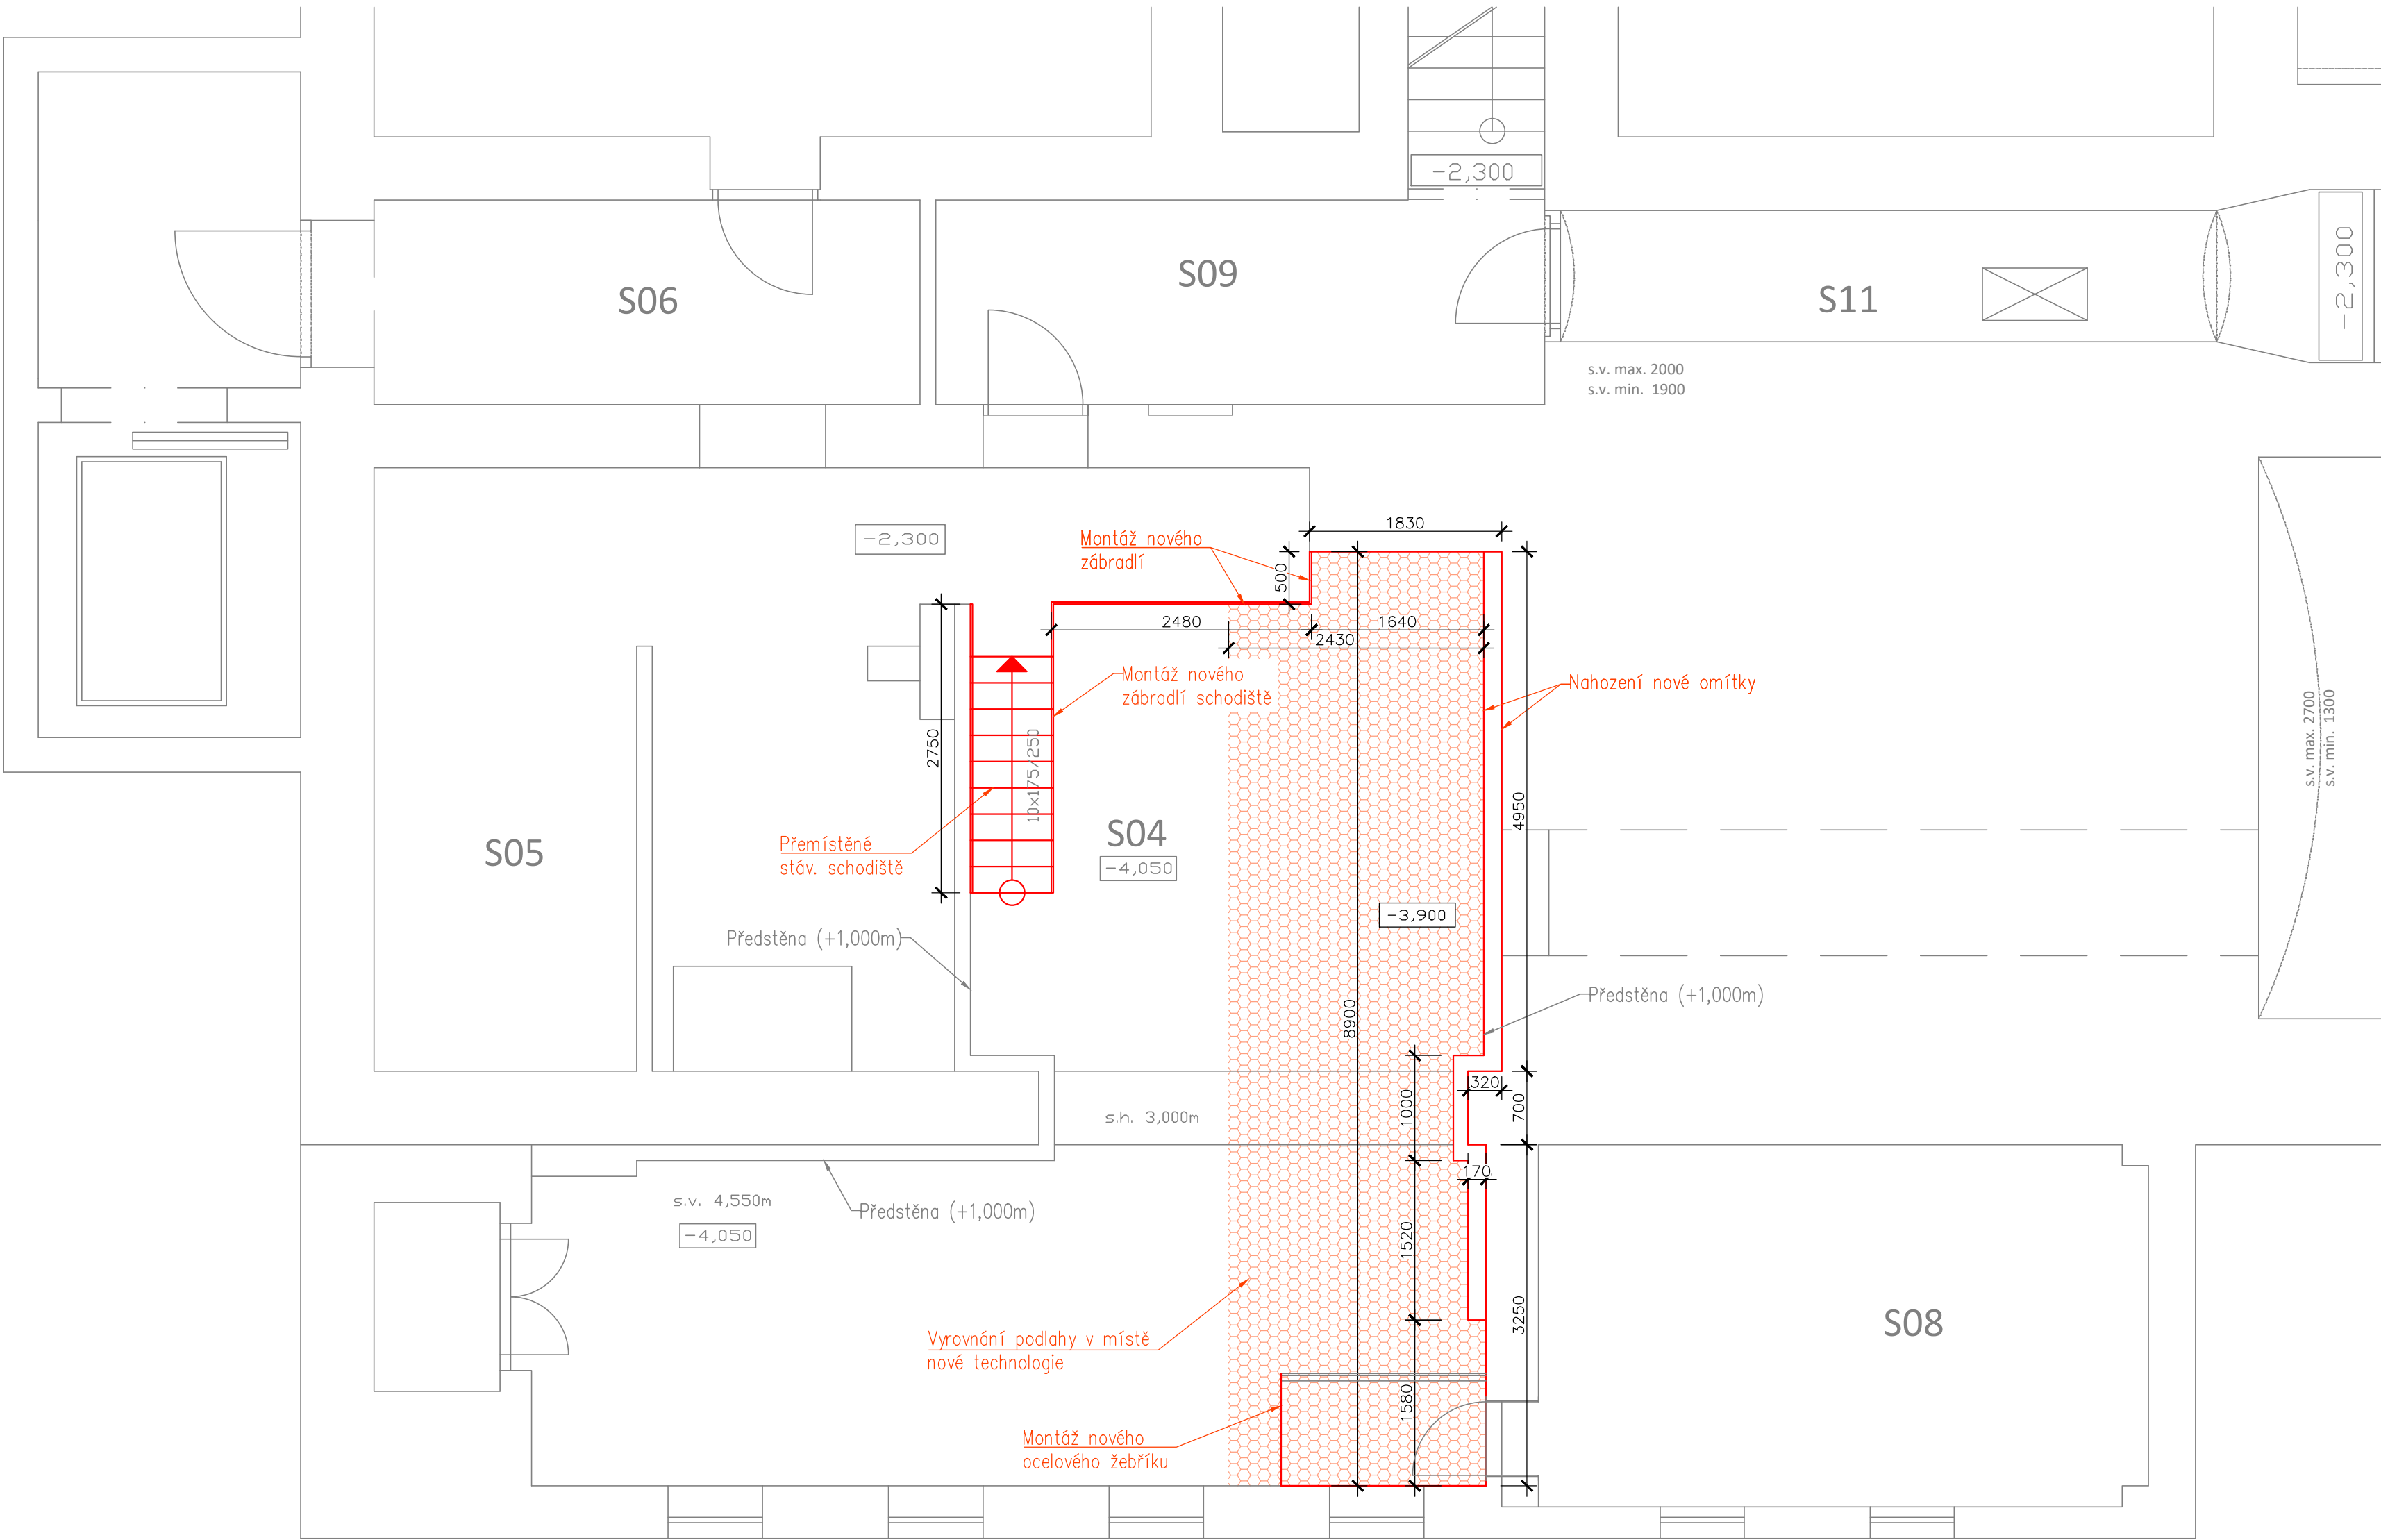 -2,300
S06
S09
S11
-2,300
s.v. max. 2000
s.v. min. 1900
-2,300
Montáž nového
zábradlí
1830
500
2480
1640
2430
Montáž nového
zábradlí schodiště
Nahození nové omítky
2750
10x175/250
s.v. max. 2700
s.v. min. 1300
4950
S05
Přemístěné
stáv. schodiště
S04
-4,050
-3,900
Předstěna (+1,000m)
Předstěna (+1,000m)
8900
320
1000
700
s.h. 3,000m
170
s.v. 4,550m
-4,050
Předstěna (+1,000m)
1520
3250
S08
Vyrovnání podlahy v místě
nové technologie
1580
Montáž nového
ocelového žebříku